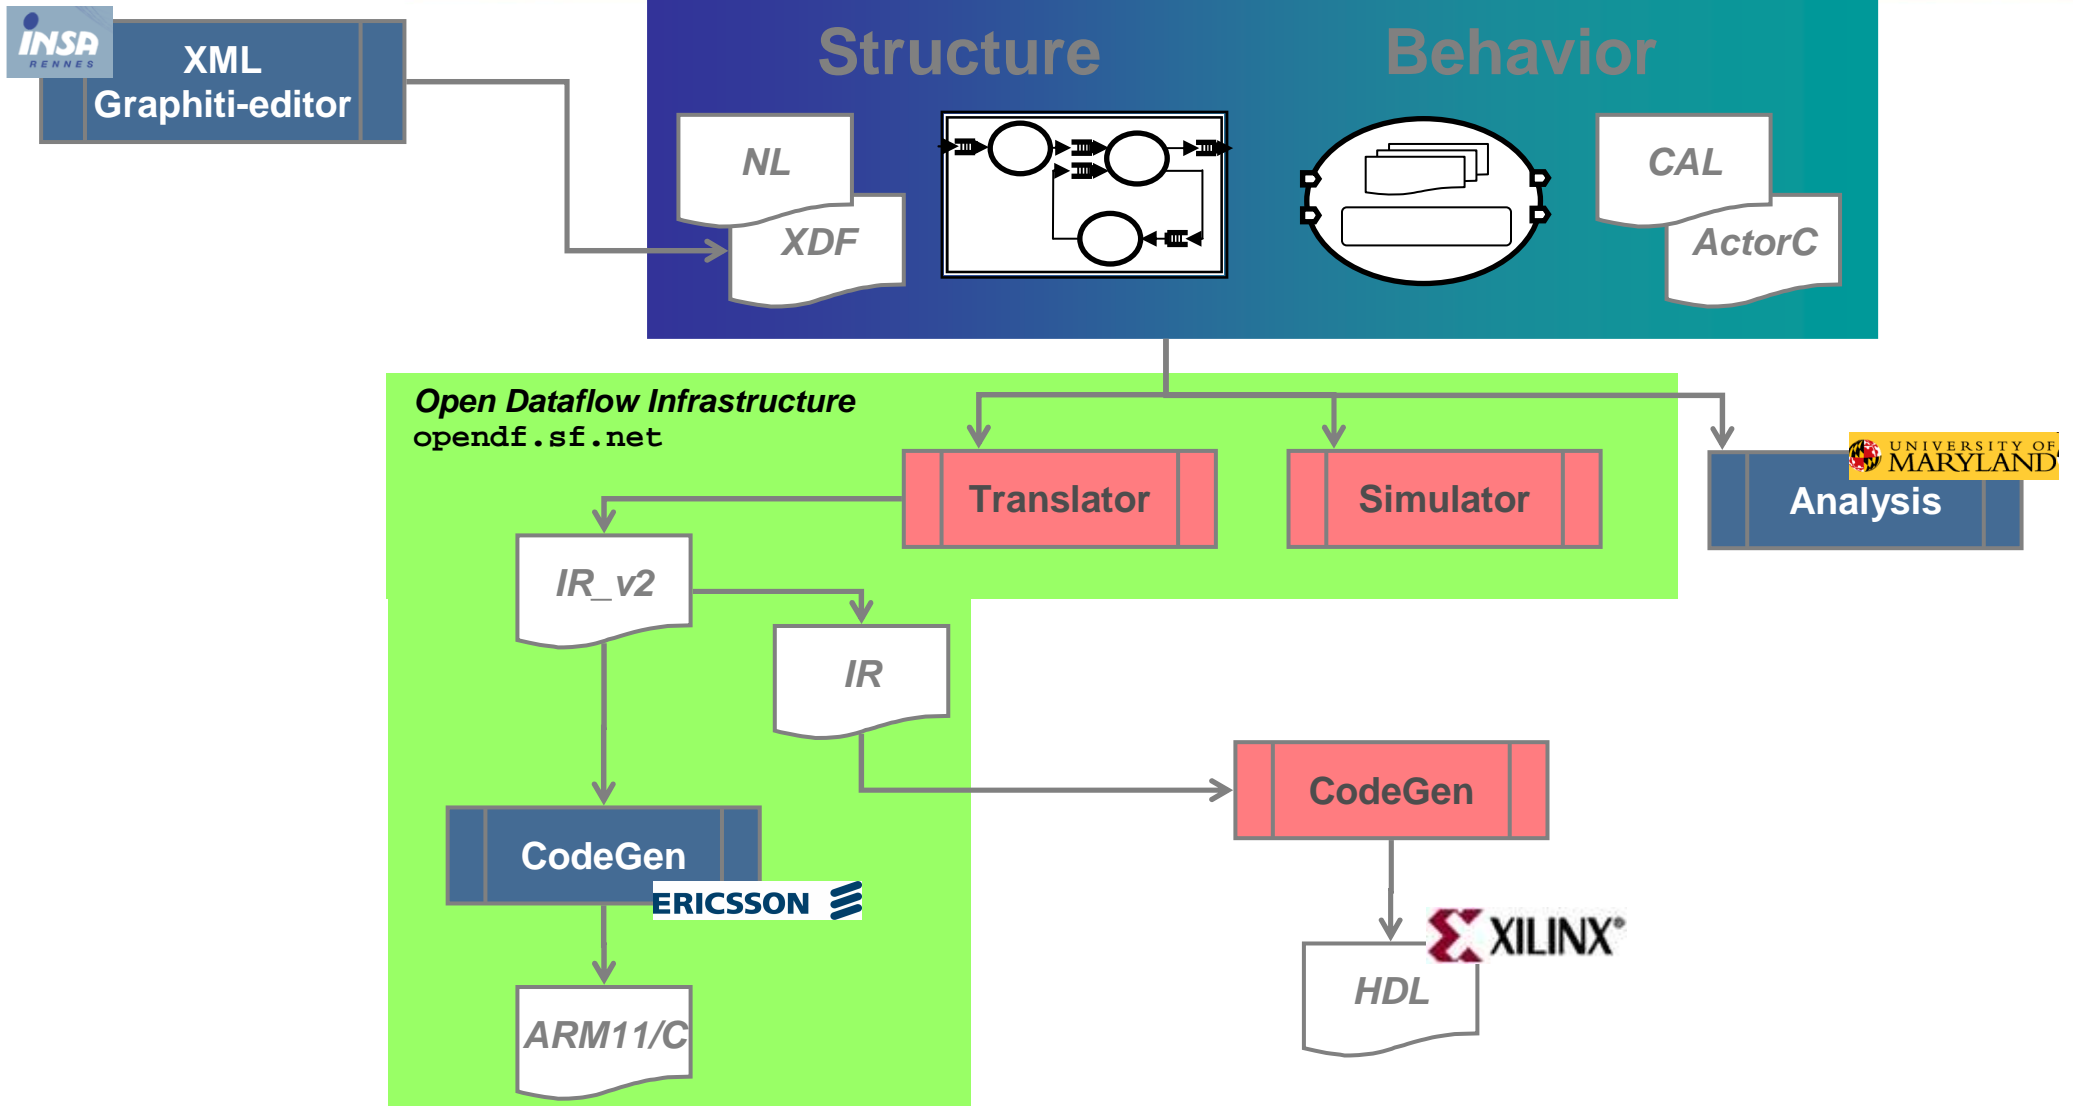 INSA
RENNES
XML
Graphiti-editor
Structure
Behavior
NL
XDF
CAL
ActorC
Open Dataflow Infrastructure
opendf.sf.net
UNIVERSITY OF
MARYLAND
Translator
Simulator
Analysis
IR_v2
IR
CodeGen
CodeGen
ERICSSON
XILINX®
HDL
ARM11/C